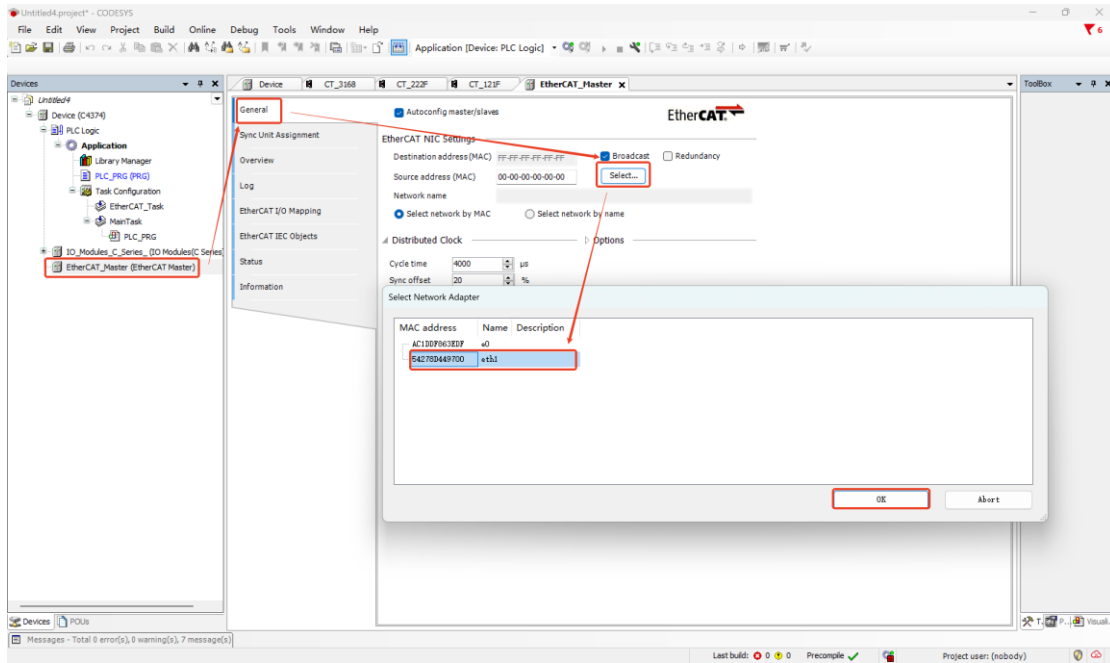 Untitled4.project* - CODESYS
File Edit View Project Build Online Debug Tools Window Help
6
Application [Device: PLC Logic]
Devices
Untitled4
Device (C4374)
PLC Logic
Application
Library Manager
PLC_PRG (PRG)
Task Configuration
EtherCAT_Task
MainTask
PLC_PRG
IO_Modules_C_Series_ (IO Modules(C Series
EtherCAT_Master (EtherCAT Master)
Devices POUs
Device CT_3168 CT_222F CT_121F EtherCAT_Master
General
Sync Unit Assignment
Overview
Log
EtherCAT I/O Mapping
EtherCAT IEC Objects
Status
Information
Autoconfig master/slaves
EtherCAT
EtherCAT NIC Settings
Destination address (MAC) FF-FF-FF-FF-FF-FF Broadcast Redundancy
Source address (MAC) 00-00-00-00-00-00 Select...
Network name
Select network by MAC Select network by name
Distributed Clock Options
Cycle time 4000 µs
Sync offset 20 %
Select Network Adapter
MAC address Name Description
AC1DDF863EDF e0
54278D449700 eth1
OK Abort
ToolBox
T. P... Visuali.
Messages - Total 0 error(s), 0 warning(s), 7 message(s)
Last build: 0 0 Precompile Project user: (nobody)